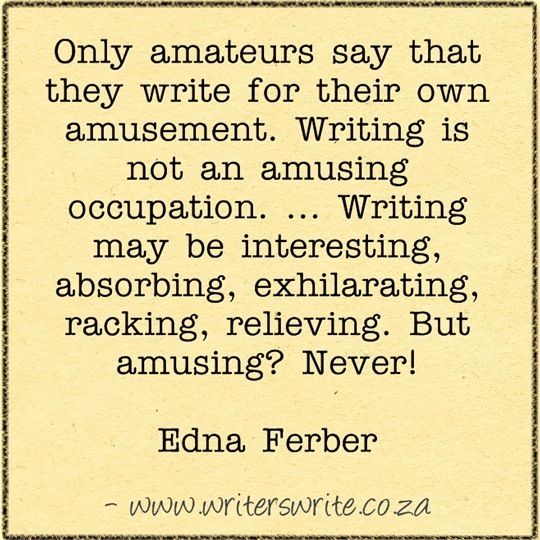 Only amateurs say that
they write for their own
amusement. Writing is
not an amusing
occupation. ... Writing
may be interesting,
absorbing, exhilarating,
racking, relieving. But
amusing? Never!
Edna Ferber
- www.writerswrite.co.za